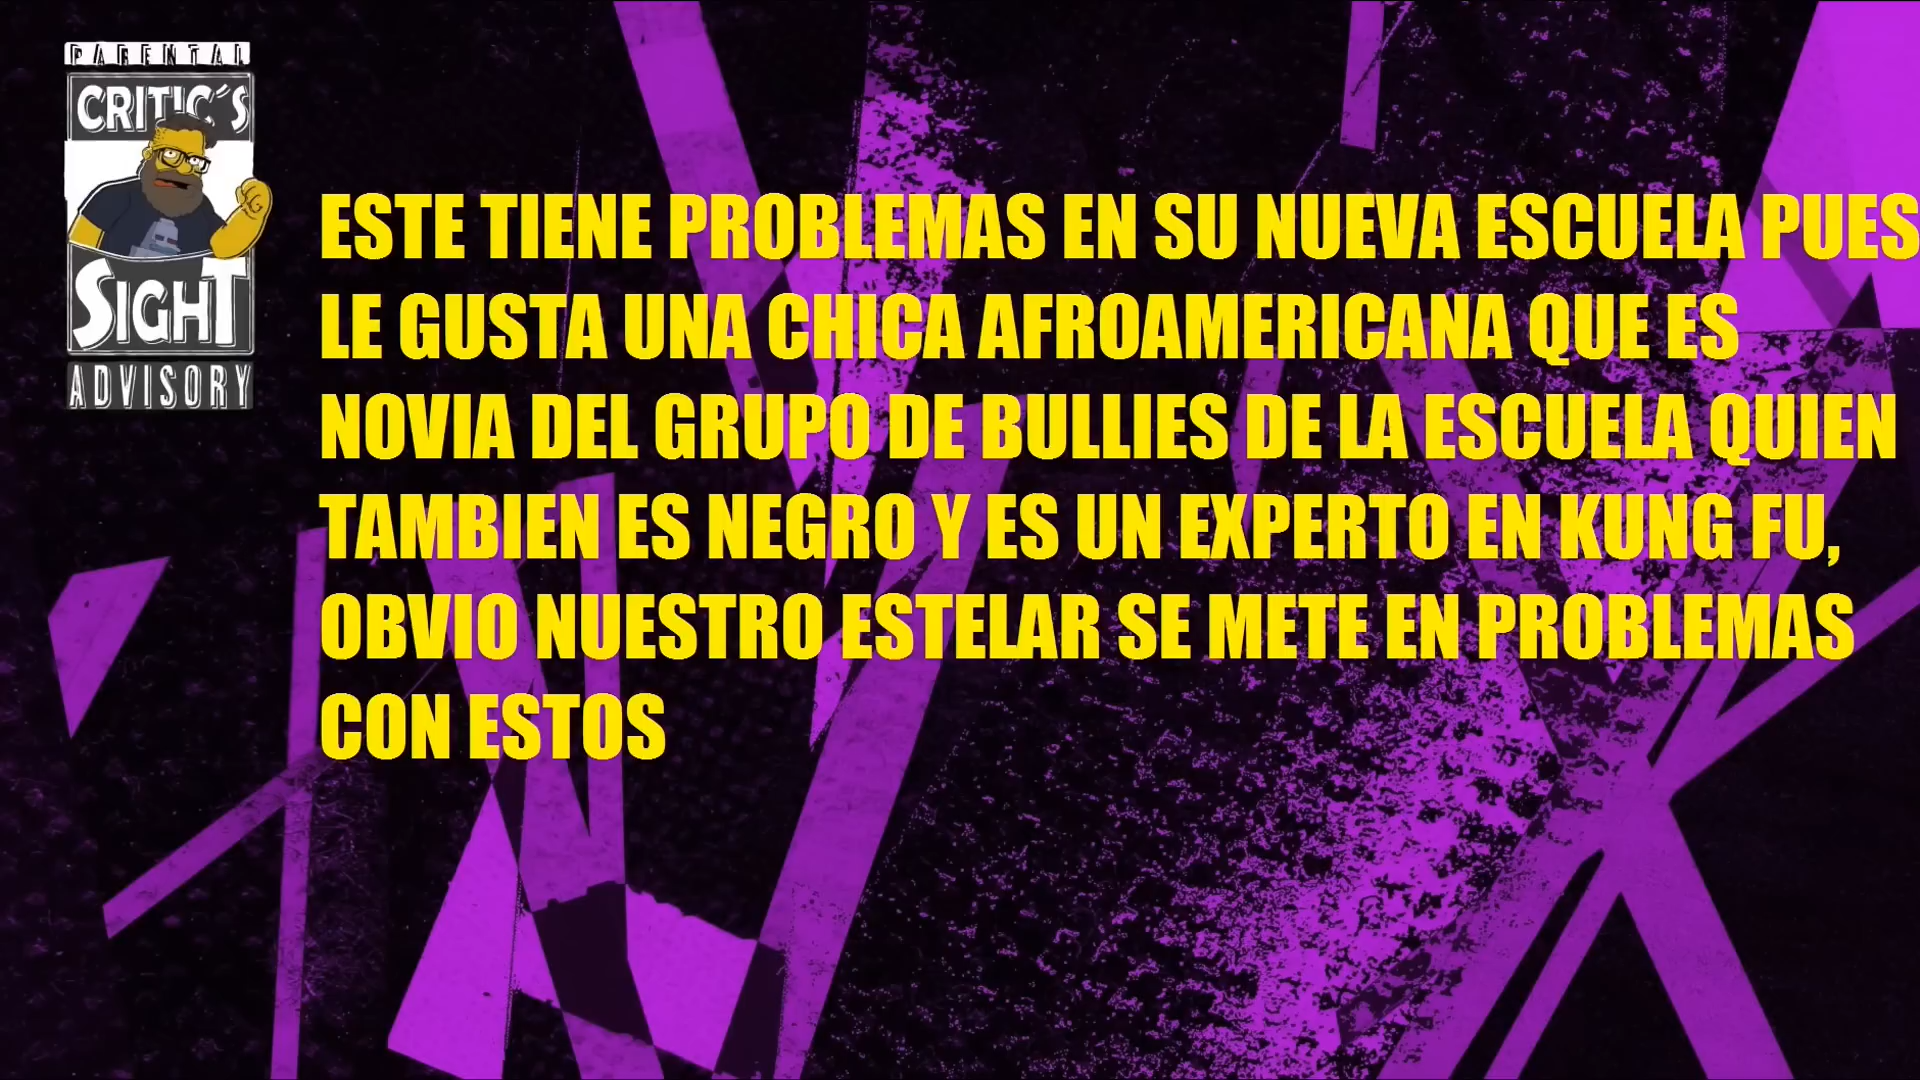 PARENTAL
CRITIC´S
SIGHT
ADVISORY
ESTE TIENE PROBLEMAS EN SU NUEVA ESCUELA PUES
LE GUSTA UNA CHICA AFROAMERICANA QUE ES
NOVIA DEL GRUPO DE BULLIES DE LA ESCUELA QUIEN
TAMBIEN ES NEGRO Y ES UN EXPERTO EN KUNG FU,
OBVIO NUESTRO ESTELAR SE METE EN PROBLEMAS
CON ESTOS